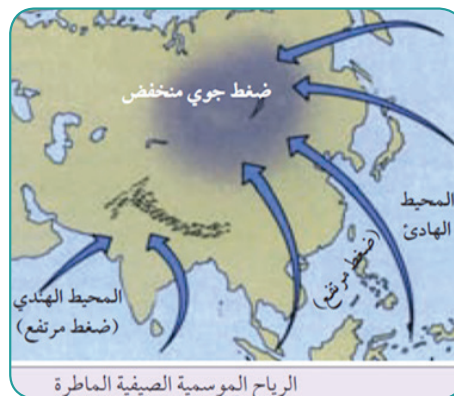 ضغط جوي منخفض
المحيط
الهادئ
(ضغط مرتفع)
المحيط الهندي
(ضغط مرتفع)
الرياح الموسمية الصيفية الماطرة